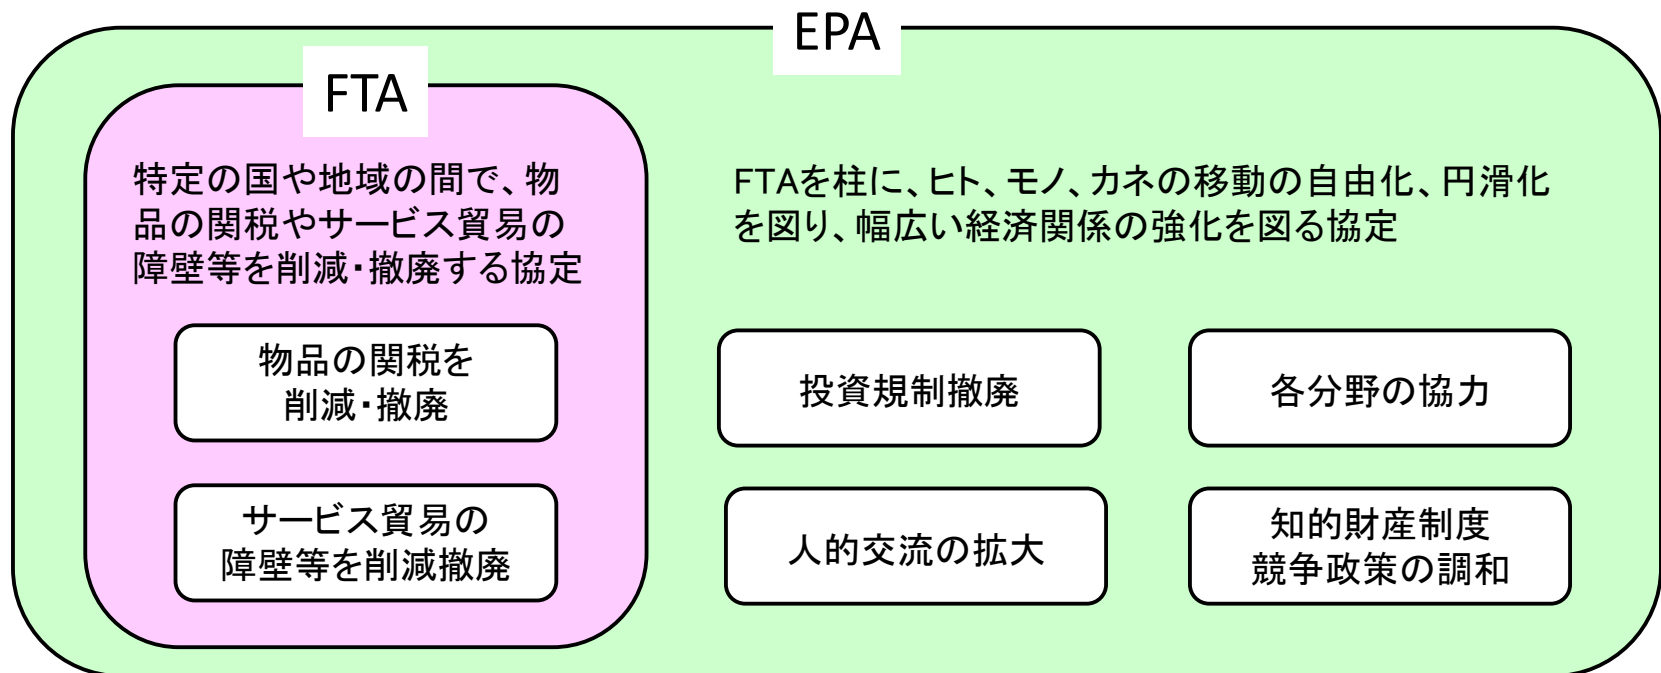 EPA
FTA
特定の国や地域の間で、物
品の関税やサービス貿易の
障壁等を削減・撤廃する協定
物品の関税を
削減・撤廃
サービス貿易の
障壁等を削減撤廃
FTAを柱に、ヒト、モノ、カネの移動の自由化、円滑化
を図り、幅広い経済関係の強化を図る協定
投資規制撤廃
各分野の協力
人的交流の拡大
知的財産制度
競争政策の調和